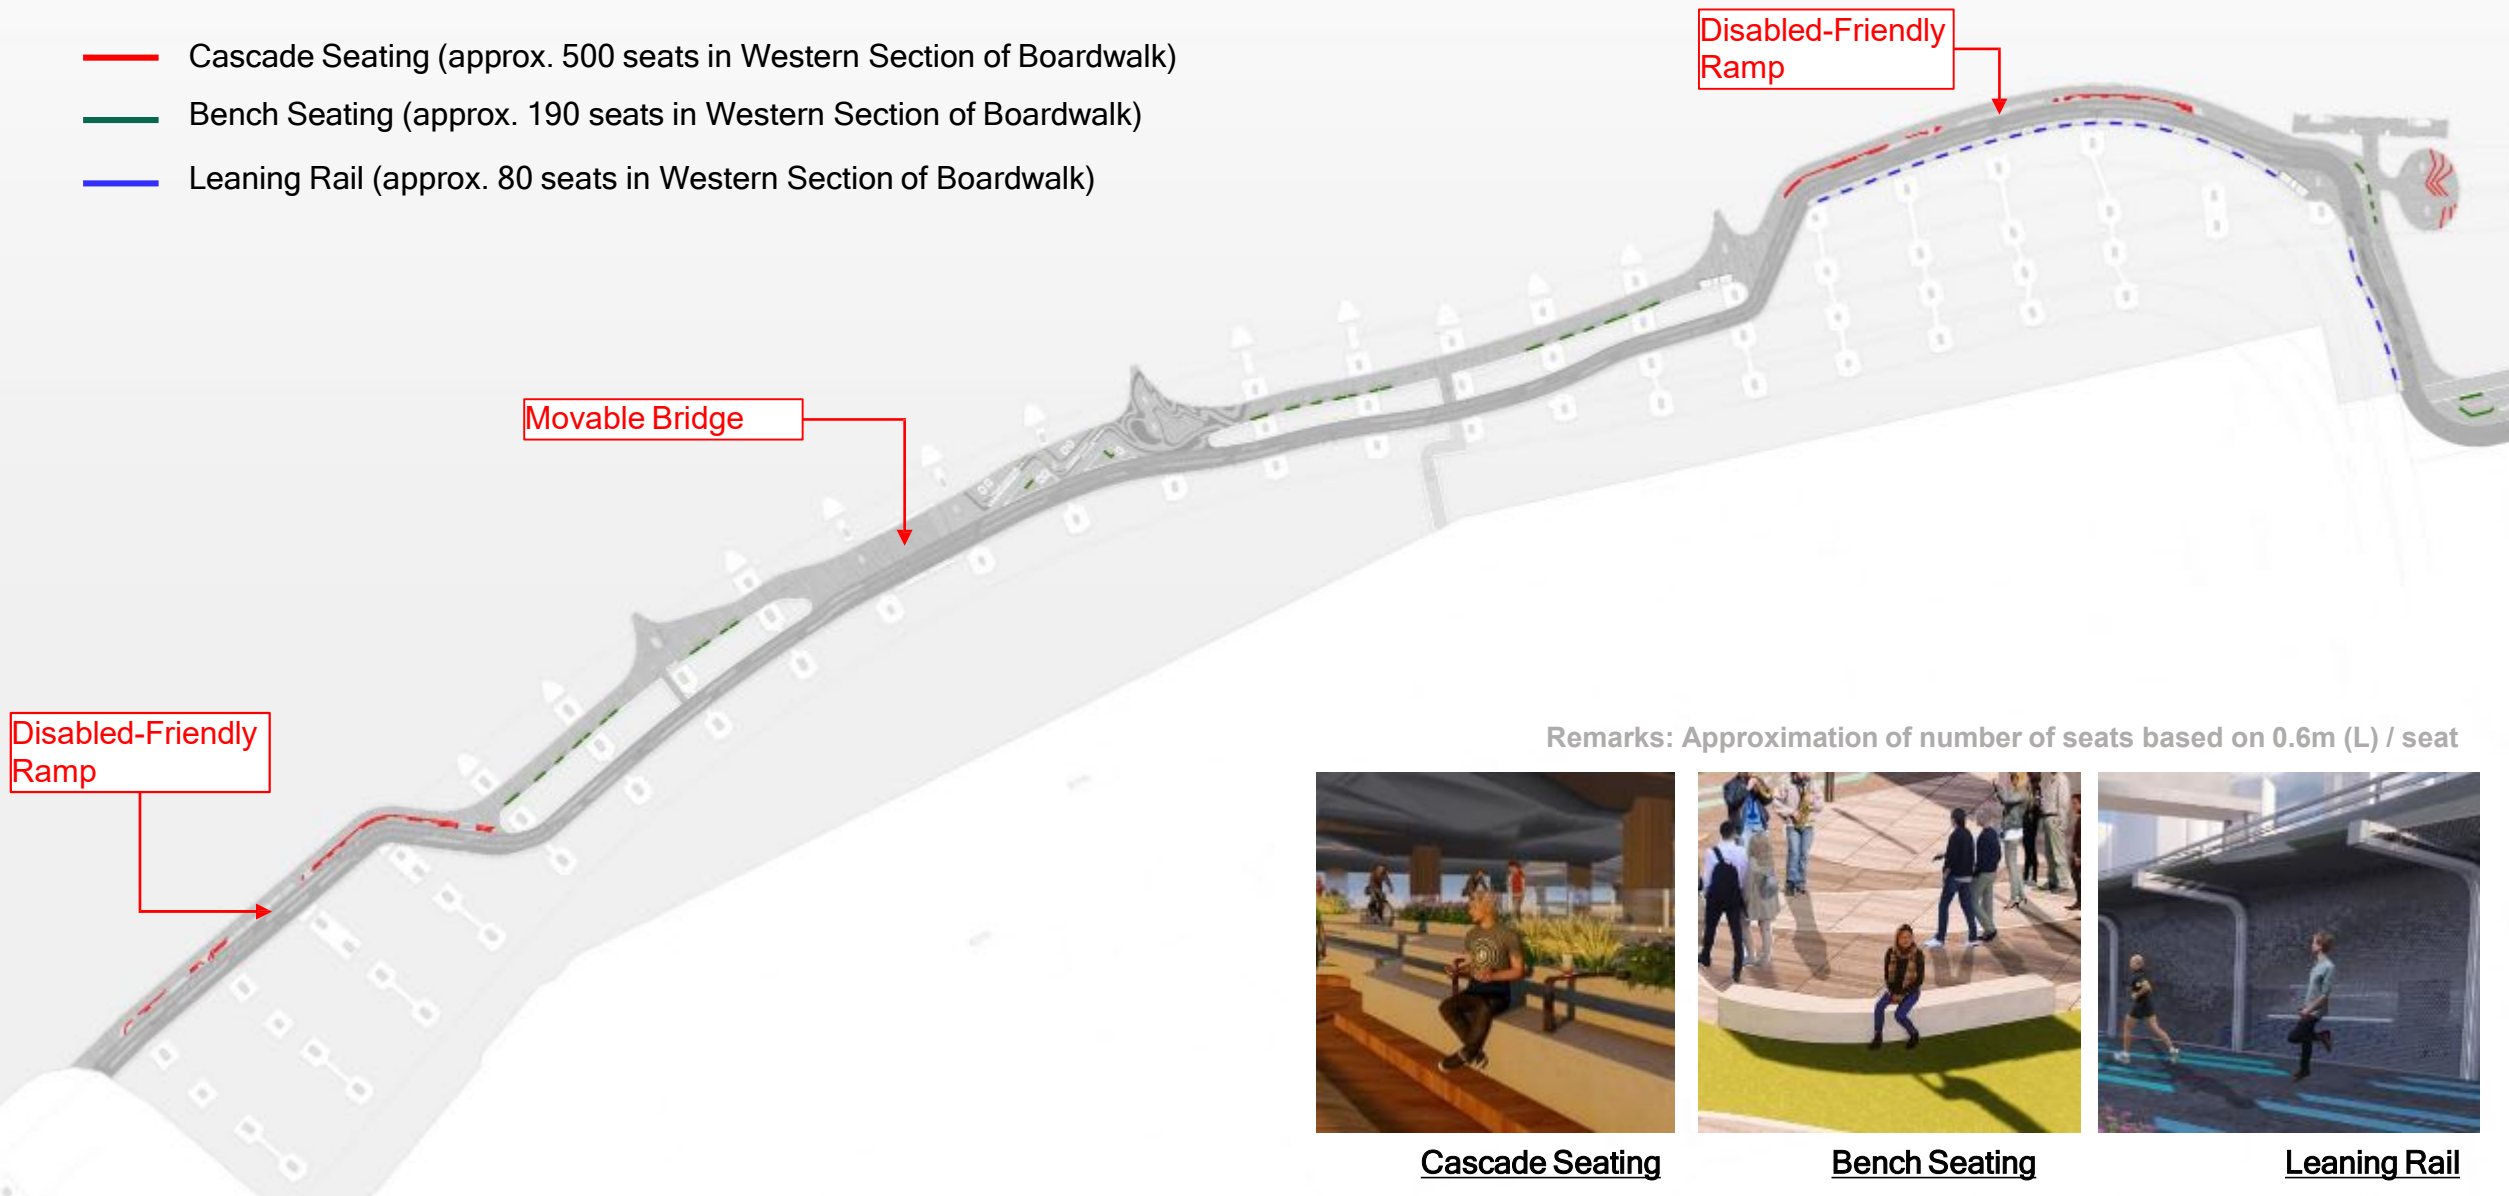 Cascade Seating (approx. 500 seats in Western Section of Boardwalk)
Bench Seating (approx. 190 seats in Western Section of Boardwalk)
Leaning Rail (approx. 80 seats in Western Section of Boardwalk)
Disabled-Friendly
Ramp
Movable Bridge
Disabled-Friendly
Ramp
Remarks: Approximation of number of seats based on 0.6m (L) / seat
Cascade Seating
Bench Seating
Leaning Rail